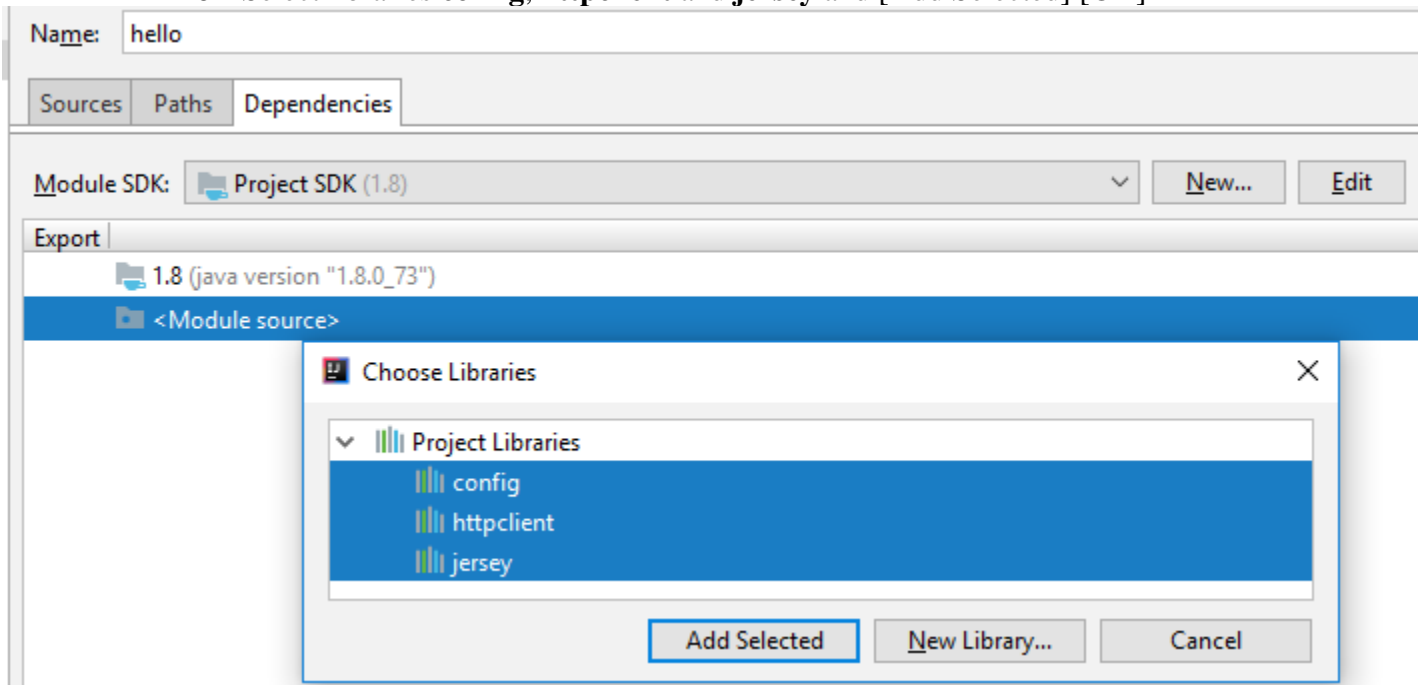 Name: hello
Sources Paths Dependencies
Module SDK: Project SDK (1.8) New... Edit
Export
1.8 (java version "1.8.0_73")
<Module source>
Choose Libraries
Project Libraries
config
httpclient
jersey
Add Selected New Library... Cancel